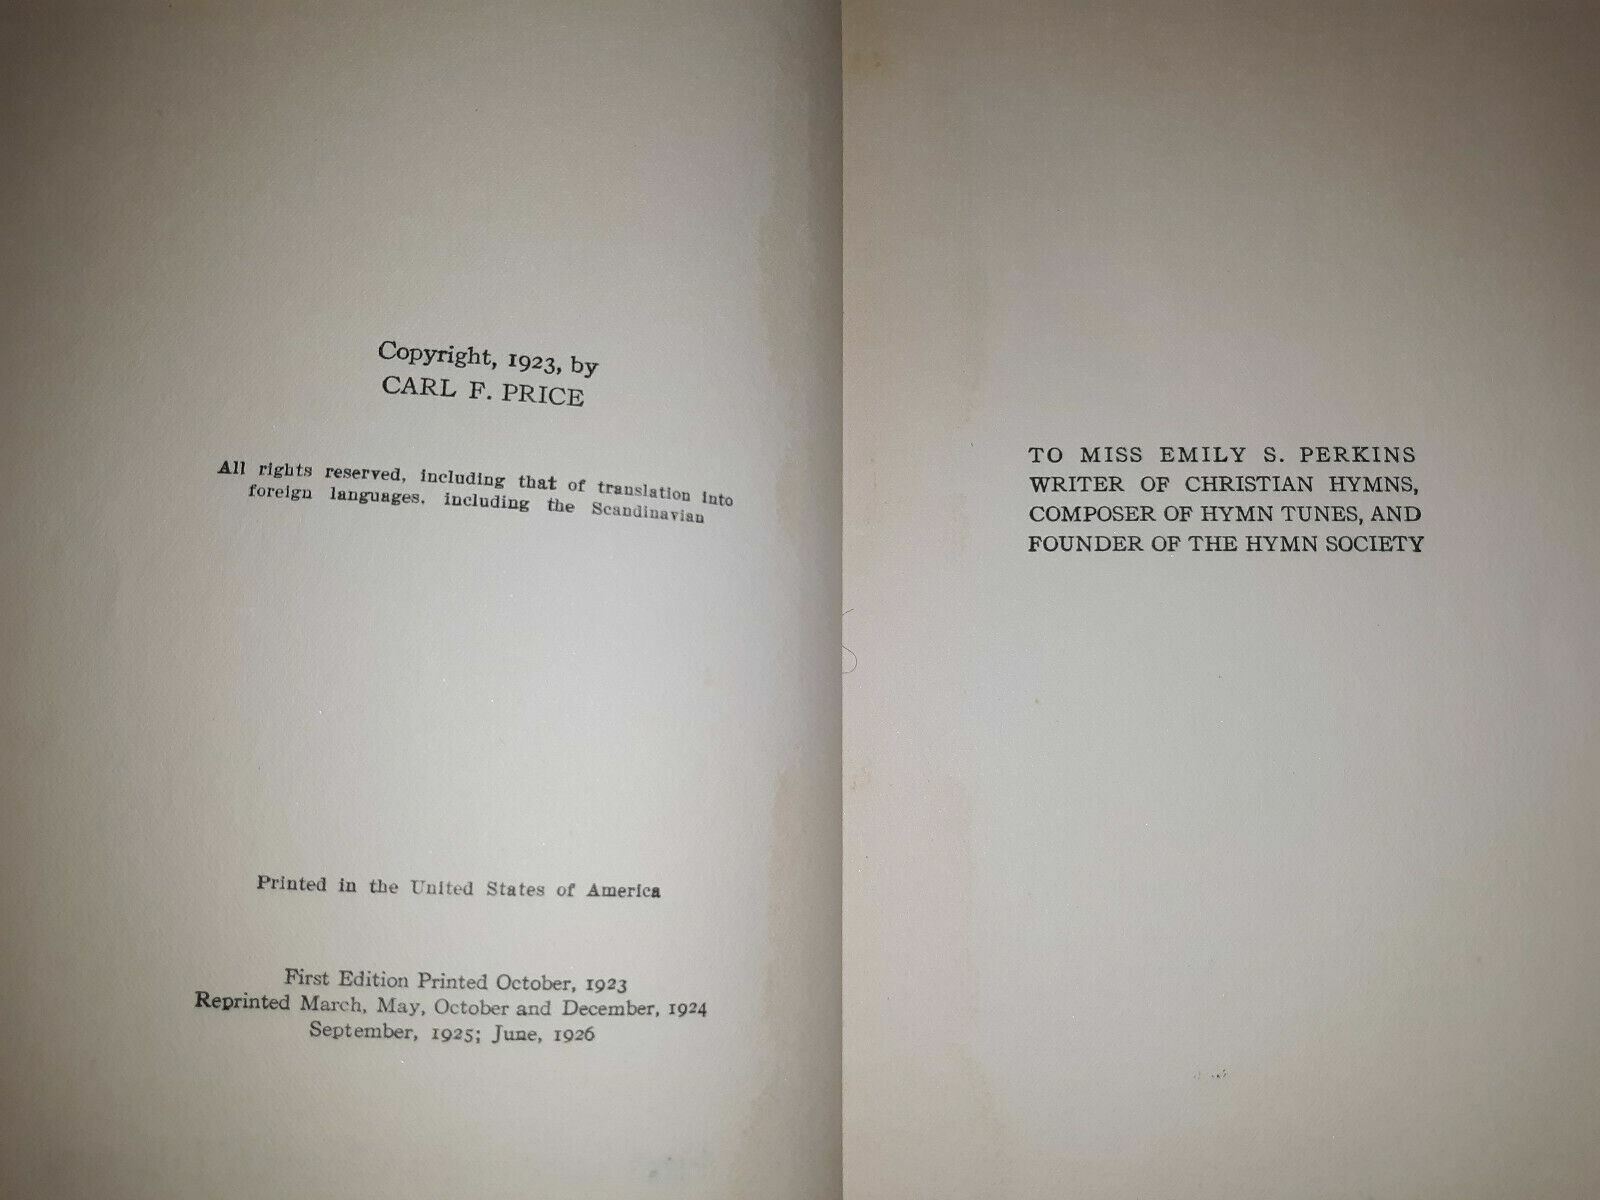 Copyright, 1923, by
CARL F. PRICE
All rights reserved, including that of translation into
foreign languages, including the Scandinavian
Printed in the United States of America
First Edition Printed October, 1923
Reprinted March, May, October and December, 1924
September, 1925; June, 1926
TO MISS EMILY S. PERKINS
WRITER OF CHRISTIAN HYMNS,
COMPOSER OF HYMN TUNES, AND
FOUNDER OF THE HYMN SOCIETY